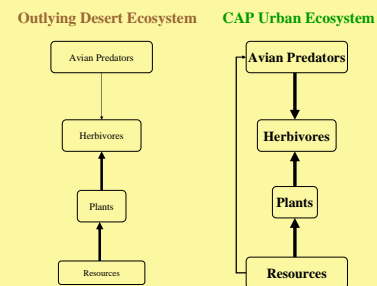 Outlying Desert Ecosystem
Avian Predators
Herbivores
Plants
Resources
CAP Urban Ecosystem
Avian Predators
Herbivores
Plants
Resources